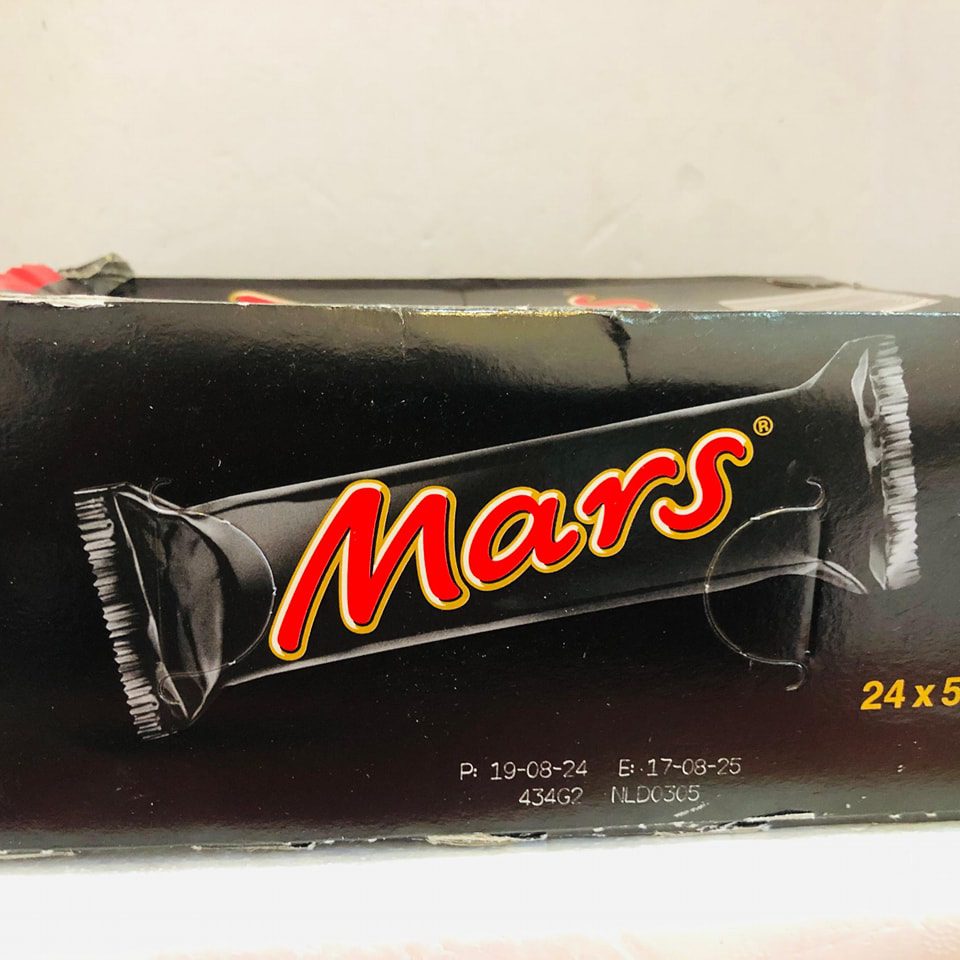 Mars®
24 x 5
P: 19-08-24 E: 17-08-25
434G2 NLD0305